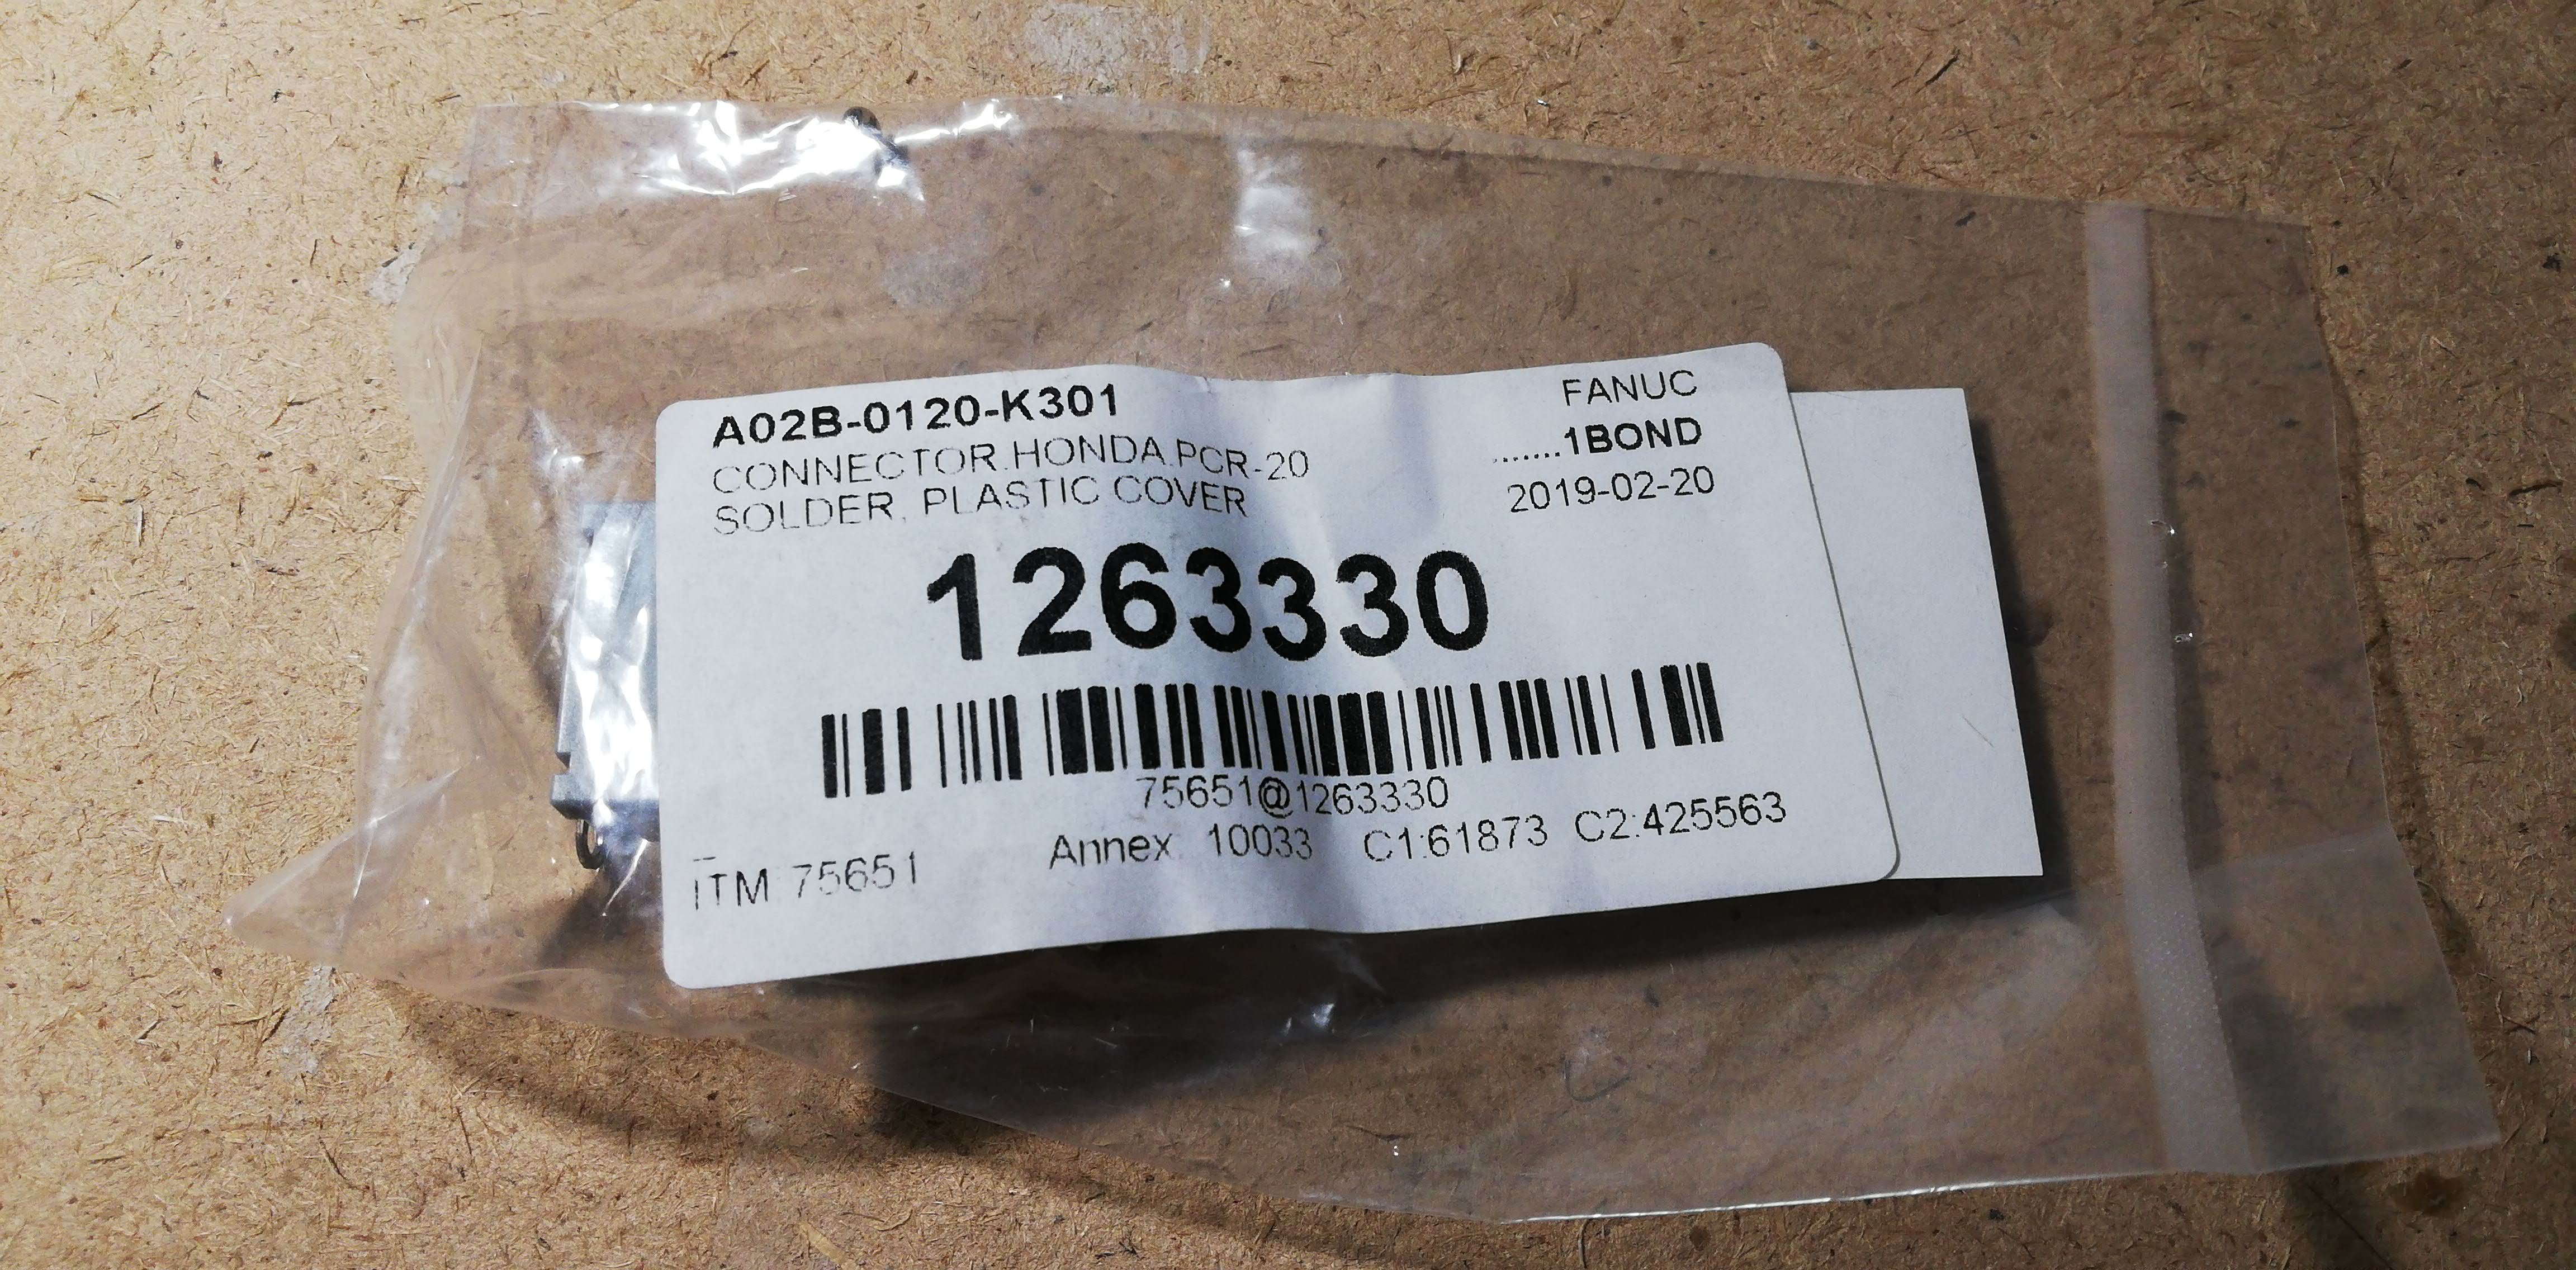 A02B-0120-K301
CONNECTOR.HONDA.PCR-20
SOLDER, PLASTIC COVER
FANUC
.......1BOND
2019-02-20
1263330
75651@1263330
Annex: 10033 C1:61873 C2:425563
ITM 75651